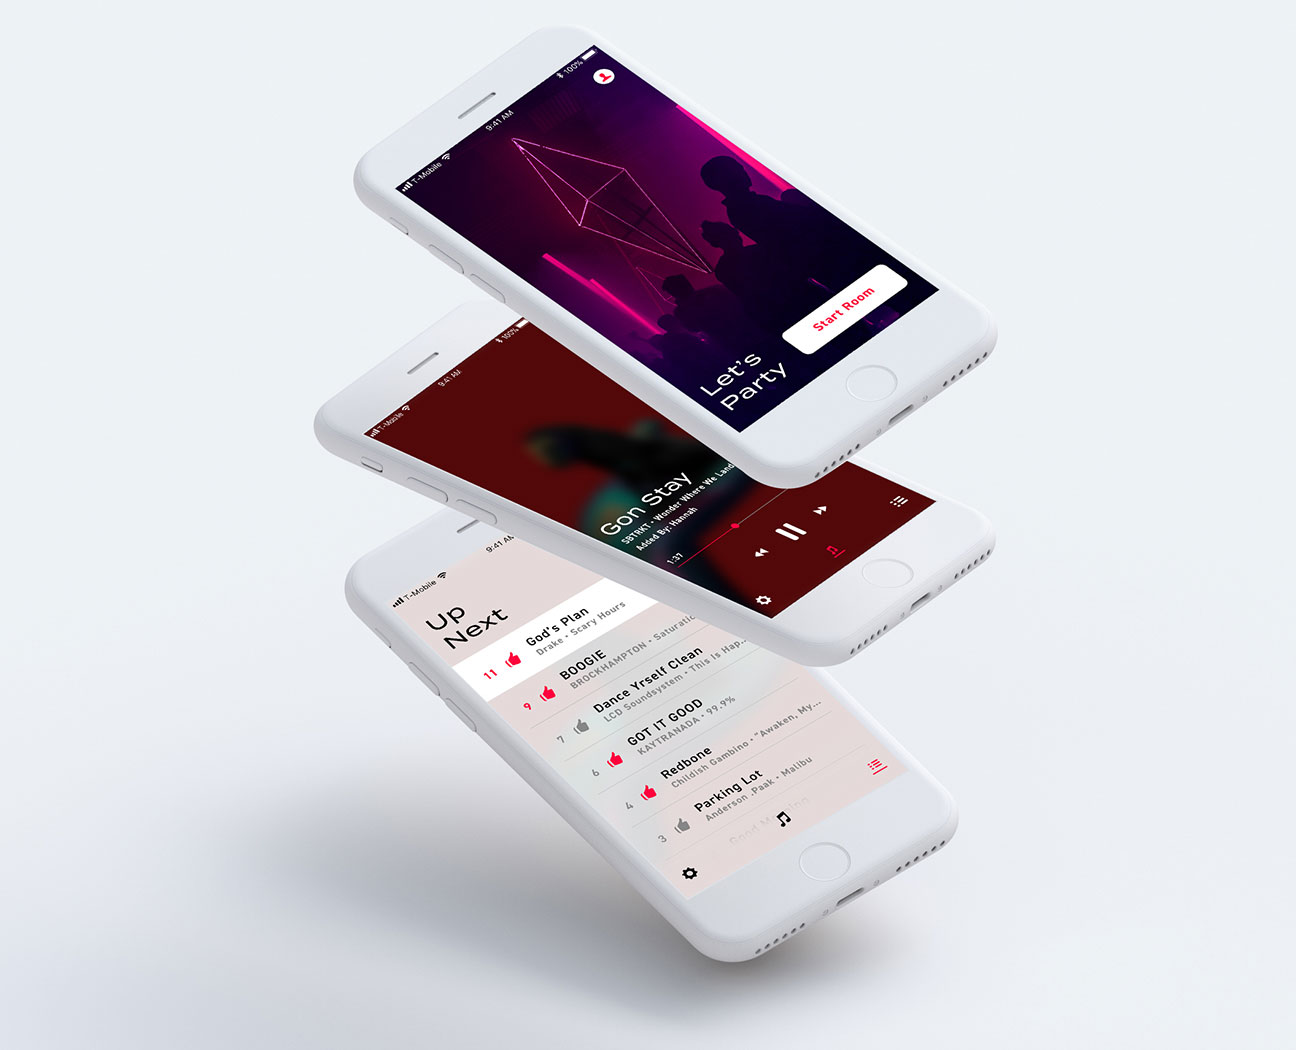 T-Mobile
9:41 AM
100%
Let's
Party
Start Room
T-Mobile
9:41 AM
100%
Gon Stay
SBTRKT - Wonder Where We Land
Added By: Hannah
1:37
T-Mobile
9:41 AM
Up
Next
11
God's Plan
Drake • Scary Hours
9
BOOGIE
BROCKHAMPTON • Saturatio
7
Dance Yrself Clean
LCD Soundsystem • This Is Hap...
6
GOT IT GOOD
KAYTRANADA • 99.9%
4
Redbone
Childish Gambino • "Awaken, My...
3
Parking Lot
Anderson .Paak • Malibu
Good Morning